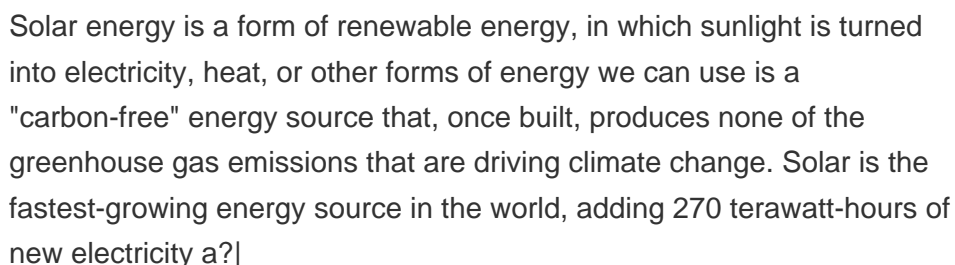 Solar energy is a form of renewable energy, in which sunlight is turned
into electricity, heat, or other forms of energy we can use is a
"carbon-free" energy source that, once built, produces none of the
greenhouse gas emissions that are driving climate change. Solar is the
fastest-growing energy source in the world, adding 270 terawatt-hours of
new electricity a?|